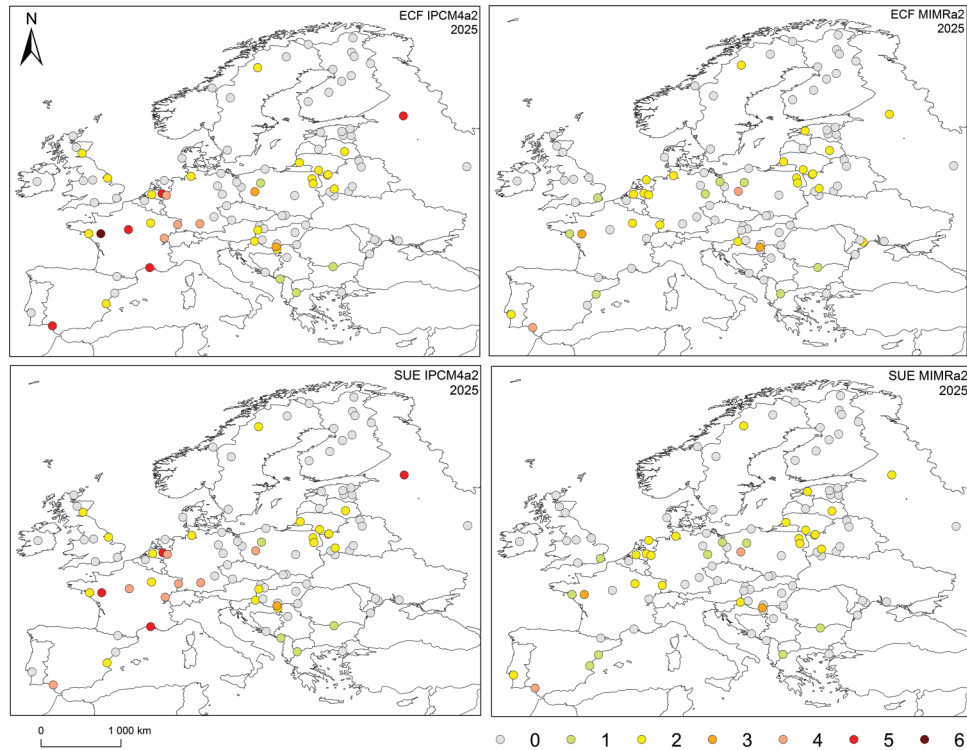 N
ECF IPCM4a2
2025
ECF MIMRa2
2025
SUE IPCM4a2
2025
SUE MIMRa2
2025
0 1 000 km
0 1 2 3 4 5 6